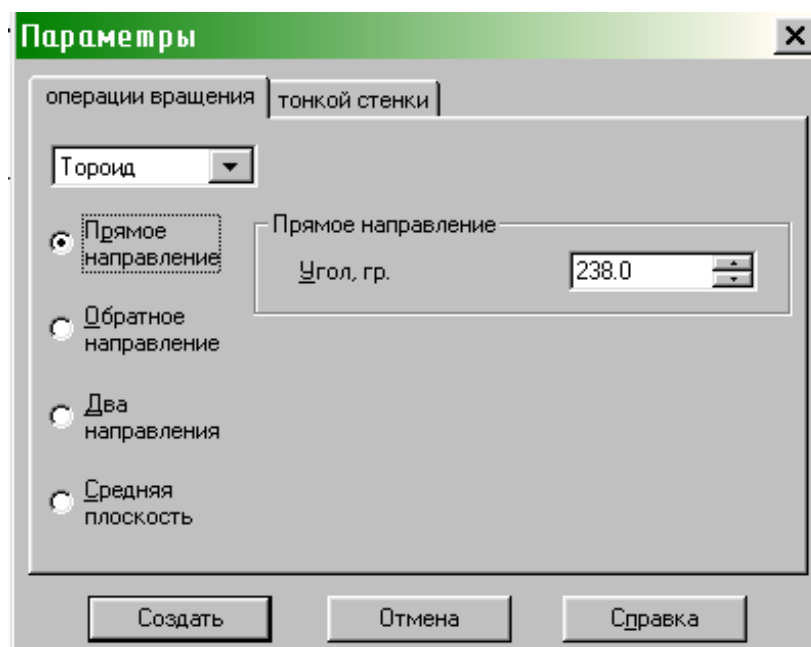 Параметры
операции вращения тонкой стенки
Тороид
Прямое
направление
Прямое направление
Угол, гр. 238.0
Обратное
направление
Два
направления
Средняя
плоскость
Создать Отмена Справка